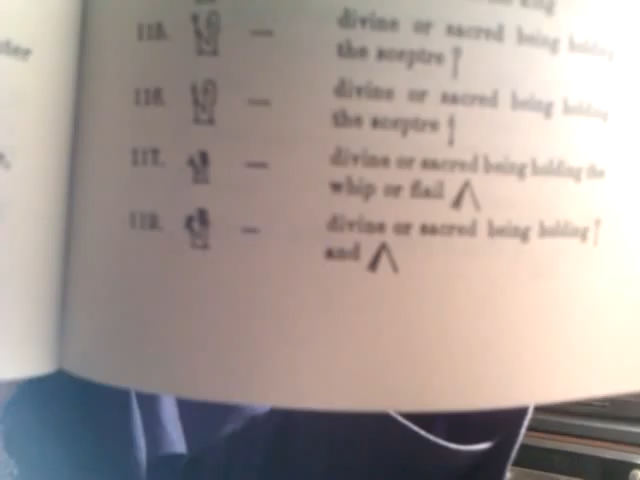 115. — divine or sacred being holding
the sceptre
116. — divine or sacred being holding
the sceptre
117. — divine or sacred being holding the
whip or flail
118. — divine or sacred being holding
and